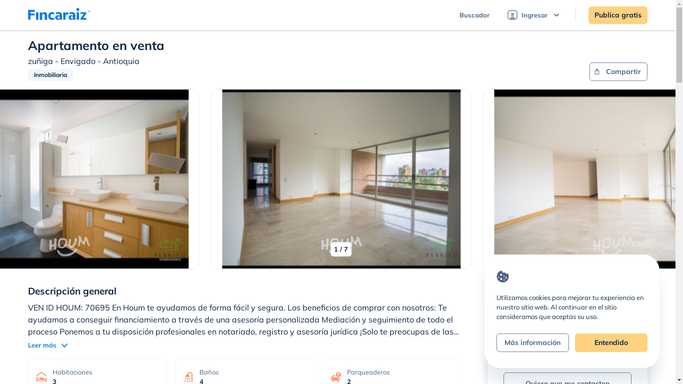 Fincaraiz
Buscador
Ingresar
Publica gratis
Apartamento en venta
zuñiga - Envigado - Antioquia
Inmobiliaria
Compartir
HOUM
HOUM
HOUM
1 / 7
Descripción general
VEN ID HOUM: 70695 En Houm te ayudamos de forma fácil y segura. Los beneficios de comprar con nosotros: Te
ayudamos a conseguir financiamiento a través de una asesoría personalizada Mediación y seguimiento de todo el
proceso Ponemos a tu disposición profesionales en notariado, registro y asesoría jurídica ¡Solo te preocupas de las...
Leer más
Habitaciones
3
Baños
4
Parqueaderos
2
Utilizamos cookies para mejorar tu experiencia en
nuestro sitio web. Al continuar en el sitio
consideramos que aceptas su uso.
Más información
Entendido
Quiero que me contacten